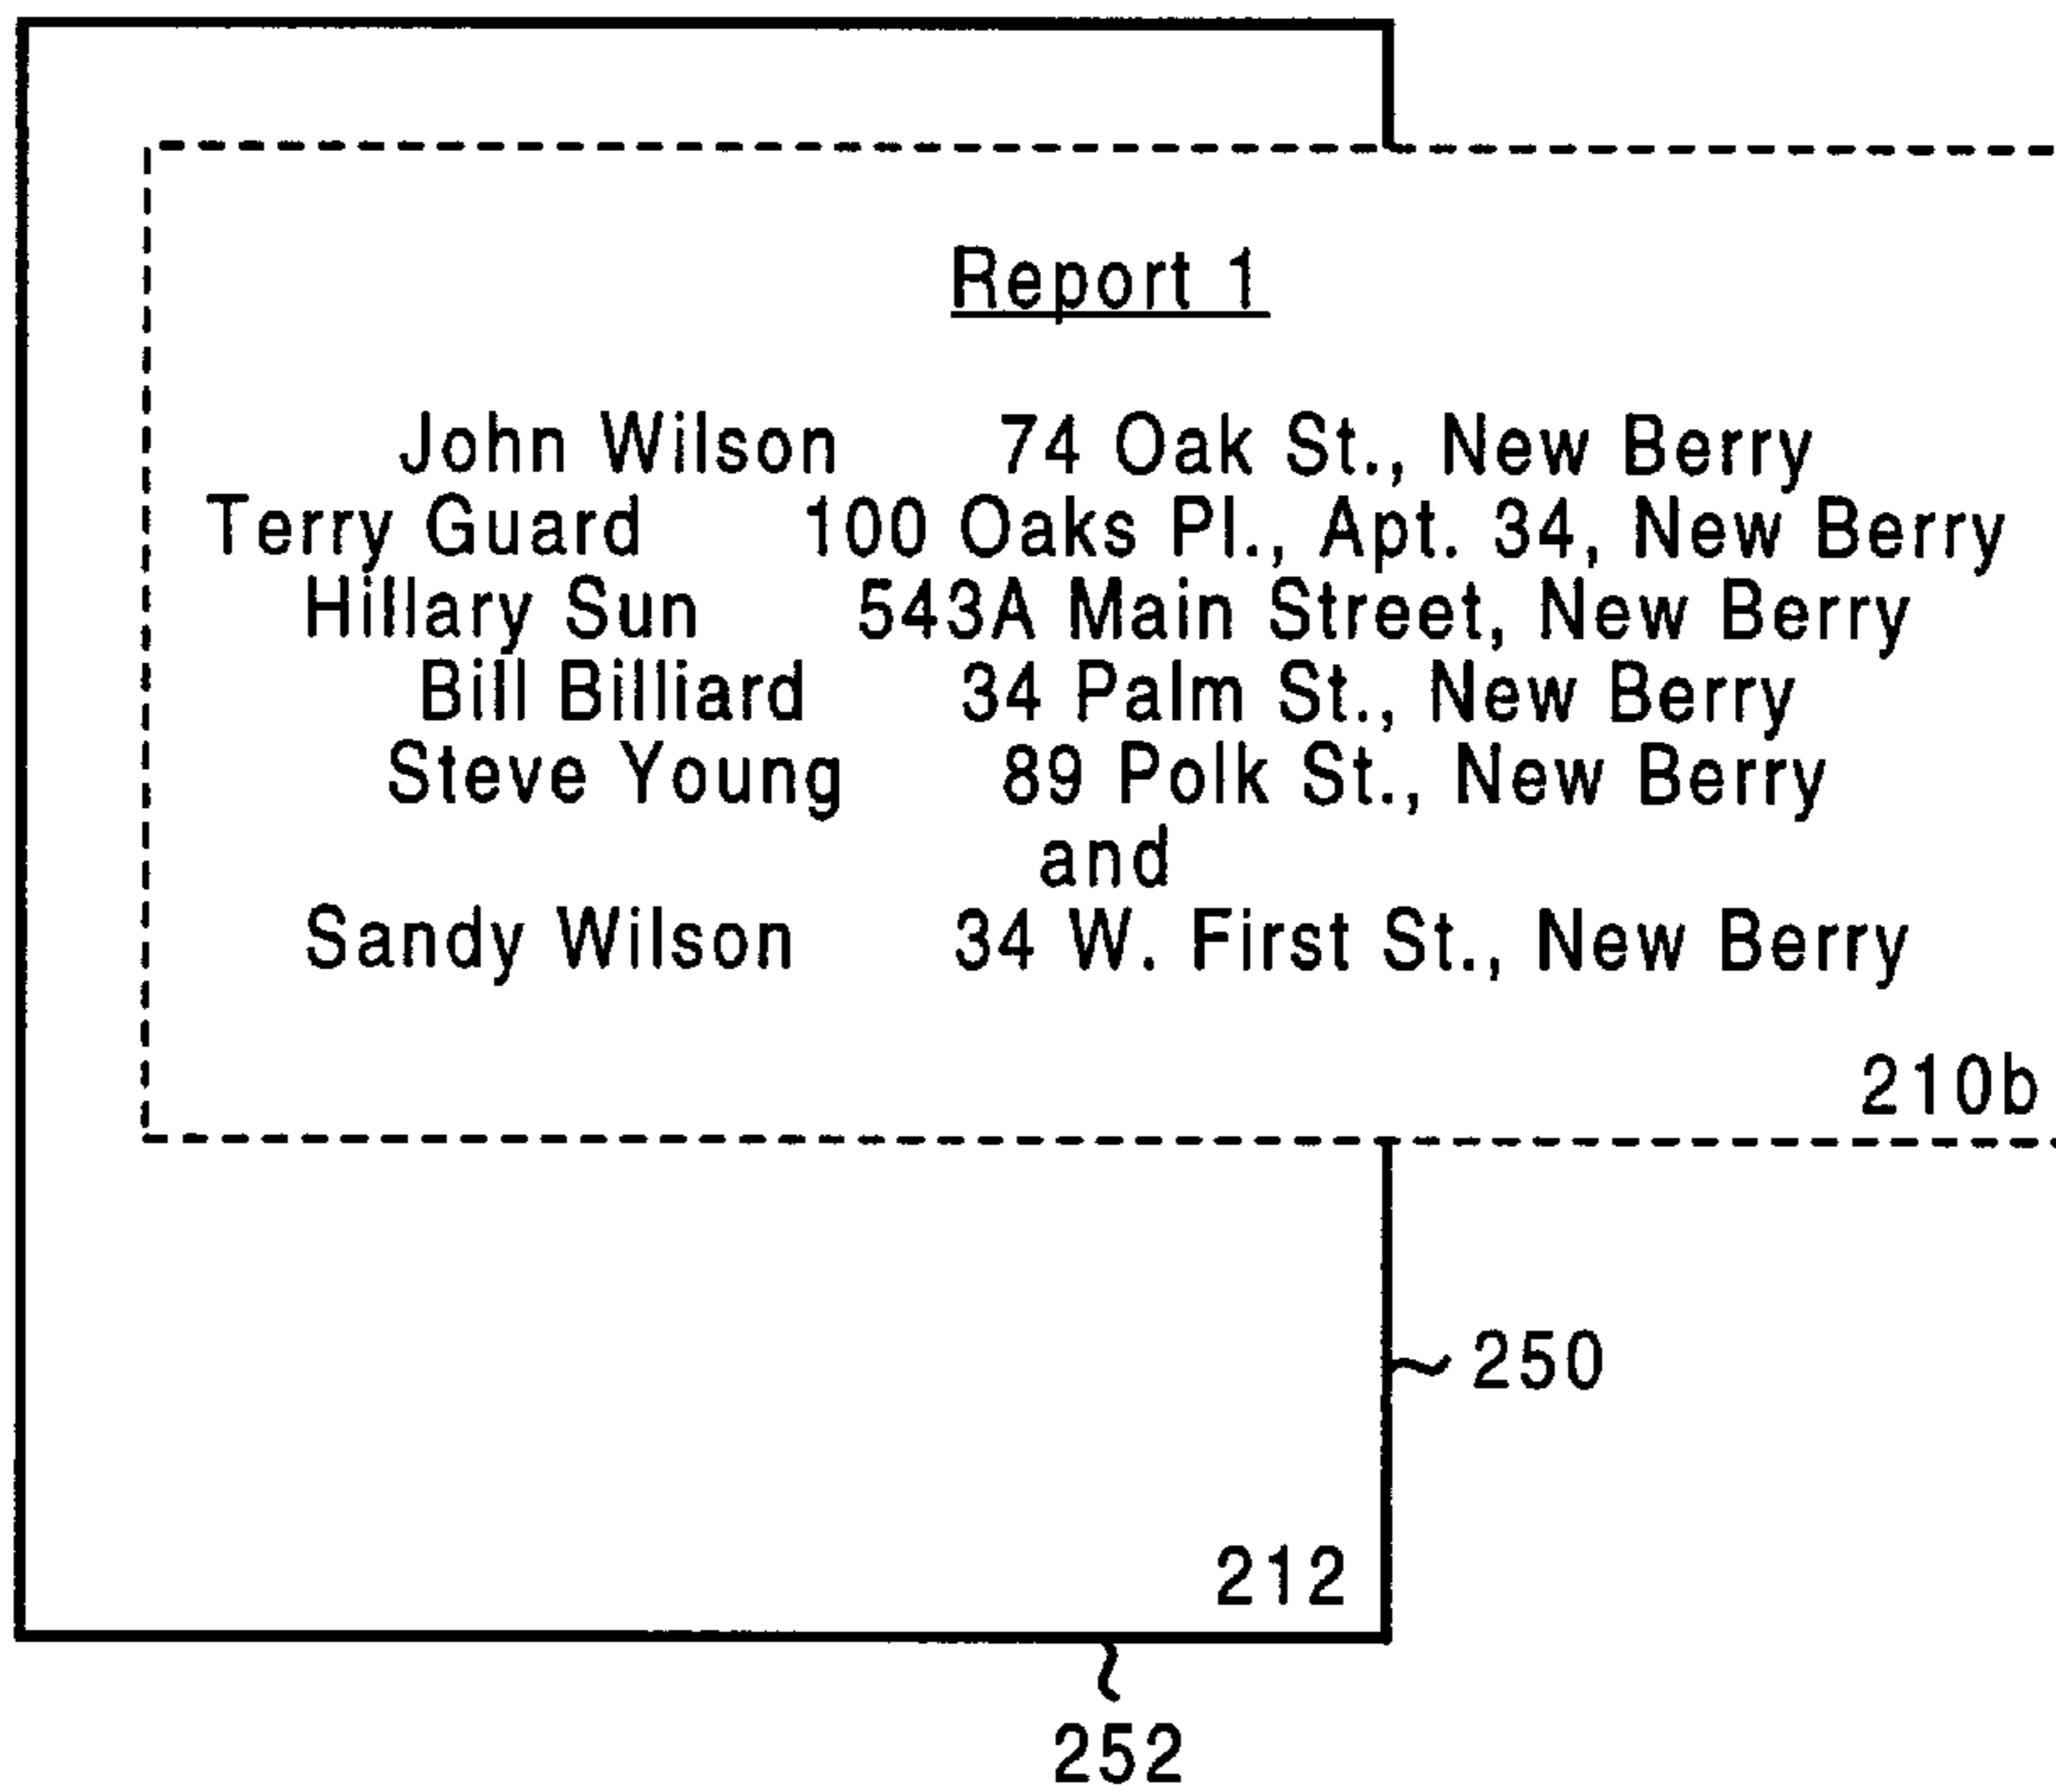 Report 1
John Wilson 74 Oak St., New Berry
Terry Guard 100 Oaks Pl., Apt. 34, New Berry
Hillary Sun 543A Main Street, New Berry
Bill Billiard 34 Palm St., New Berry
Steve Young 89 Polk St., New Berry
and
Sandy Wilson 34 W. First St., New Berry
210b
250
212
252